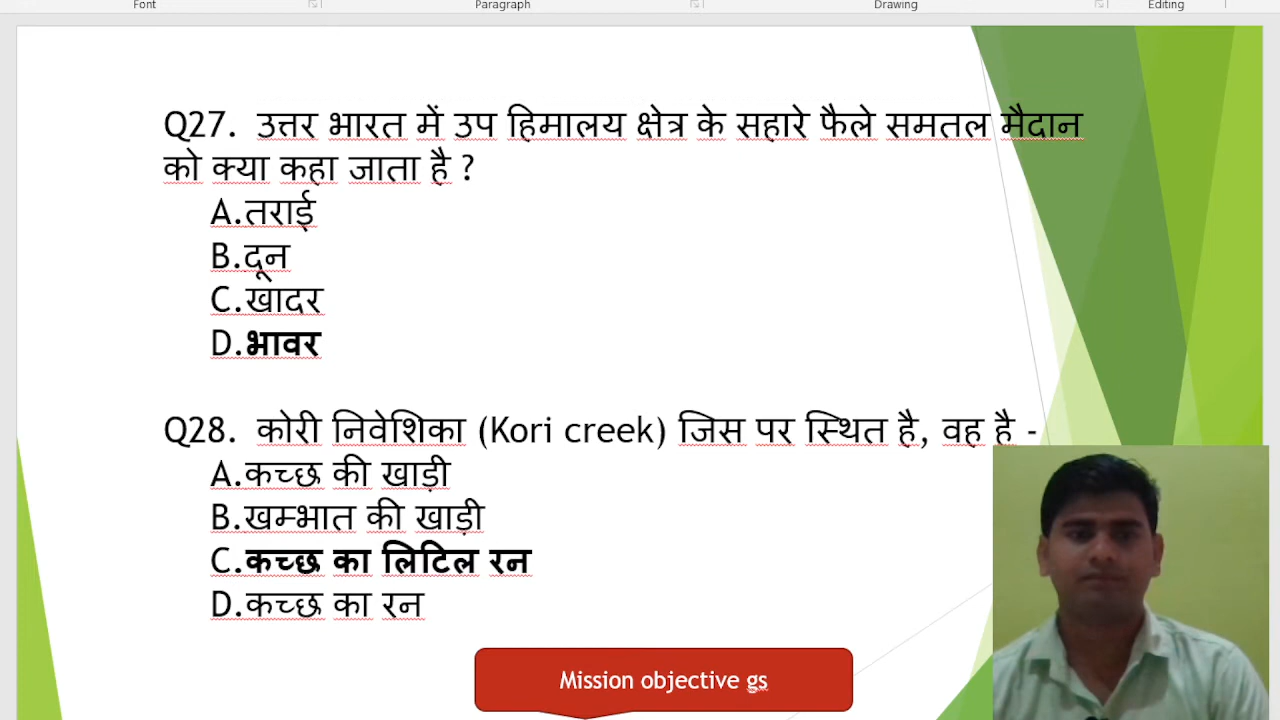 Font Paragraph Drawing Editing
Q27. उत्तर भारत में उप हिमालय क्षेत्र के सहारे फैले समतल मैदान
को क्या कहा जाता है ?
A.तराई
B.दून
C.खादर
D.भावर
Q28. कोरी निवेशिका (Kori creek) जिस पर स्थित है, वह है -
A.कच्छ की खाड़ी
B.खम्भात की खाड़ी
C.कच्छ का लिटिल रन
D.कच्छ का रन
Mission objective gs